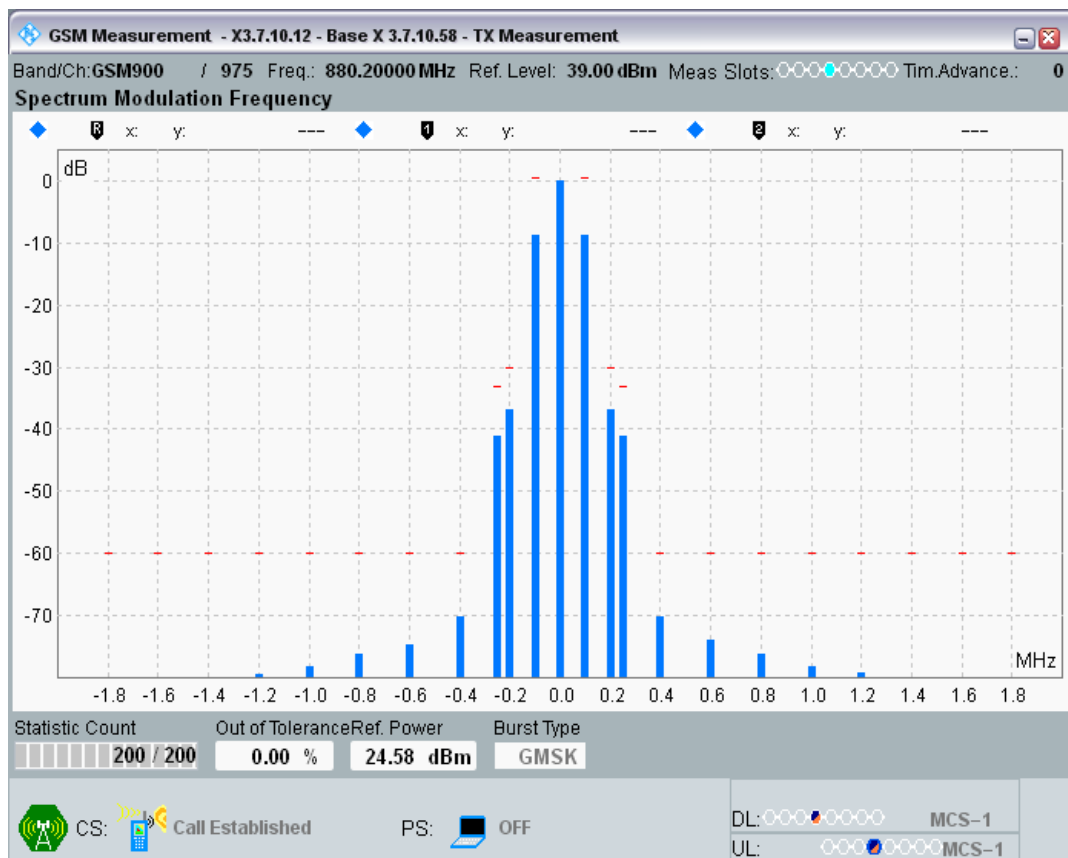 GSM Measurement - X3.7.10.12 - Base X 3.7.10.58 - TX Measurement
Band/Ch:GSM900 / 975 Freq.: 880.20000 MHz Ref. Level: 39.00 dBm Meas Slots: Tim.Advance.: 0
Spectrum Modulation Frequency
R x: y: --- 1 x: y: --- 2 x: y: ---
dB
0
-10
-20
-30
-40
-50
-60
-70
MHz
-1.8 -1.6 -1.4 -1.2 -1.0 -0.8 -0.6 -0.4 -0.2 0.0 0.2 0.4 0.6 0.8 1.0 1.2 1.4 1.6 1.8
Statistic Count Out of Tolerance Ref. Power Burst Type
200 / 200 0.00 % 24.58 dBm GMSK
CS: Call Established PS: OFF
DL: MCS-1
UL: MCS-1